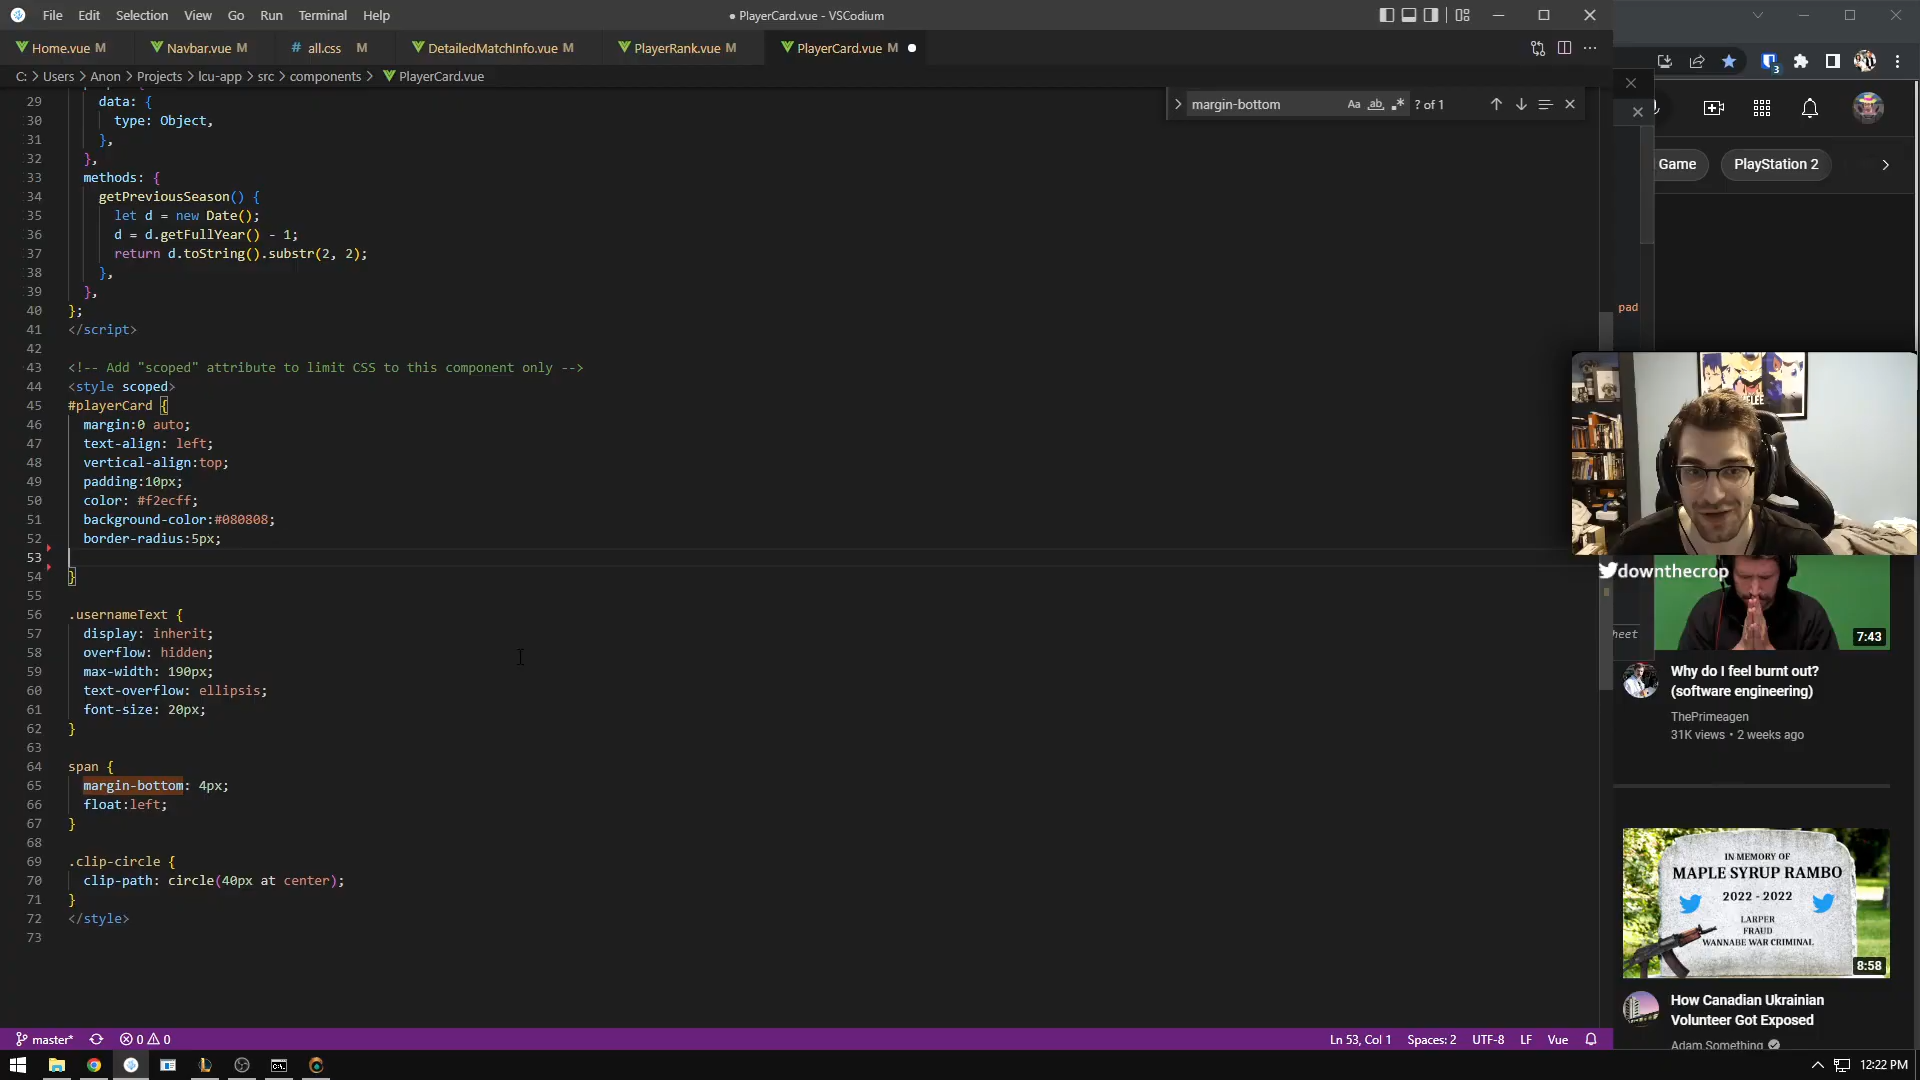 File Edit Selection View Go Run Terminal Help
● PlayerCard.vue - VSCodium
Home.vue M
Navbar.vue M
# all.css M
DetailedMatchInfo.vue M
PlayerRank.vue M
PlayerCard.vue M
C: > Users > Anon > Projects > lcu-app > src > components > PlayerCard.vue
margin-bottom
Aa ab
? of 1
29 data: {
30 type: Object,
31 },
32 },
33 methods: {
34 getPreviousSeason() {
35 let d = new Date();
36 d = d.getFullYear() - 1;
37 return d.toString().substr(2, 2);
38 },
39 },
40 };
41 </script>
42
43 <!-- Add "scoped" attribute to limit CSS to this component only -->
44 <style scoped>
45 #playerCard {
46 margin:0 auto;
47 text-align: left;
48 vertical-align:top;
49 padding:10px;
50 color: #f2ecff;
51 background-color:#080808;
52 border-radius:5px;
53
54 }
55
56 .usernameText {
57 display: inherit;
58 overflow: hidden;
59 max-width: 190px;
60 text-overflow: ellipsis;
61 font-size: 20px;
62 }
63
64 span {
65 margin-bottom: 4px;
66 float:left;
67 }
68
69 .clip-circle {
70 clip-path: circle(40px at center);
71 }
72 </style>
73
3
Game
PlayStation 2
pad
downthecrop
heet
7:43
Why do I feel burnt out?
(software engineering)
ThePrimeagen
31K views • 2 weeks ago
IN MEMORY OF
MAPLE SYRUP RAMBO
2022 - 2022
LARPER
FRAUD
WANNABE WAR CRIMINAL
8:58
How Canadian Ukrainian
Volunteer Got Exposed
Adam Something
master*
0 0
Ln 53, Col 1 Spaces: 2 UTF-8 LF Vue
12:22 PM